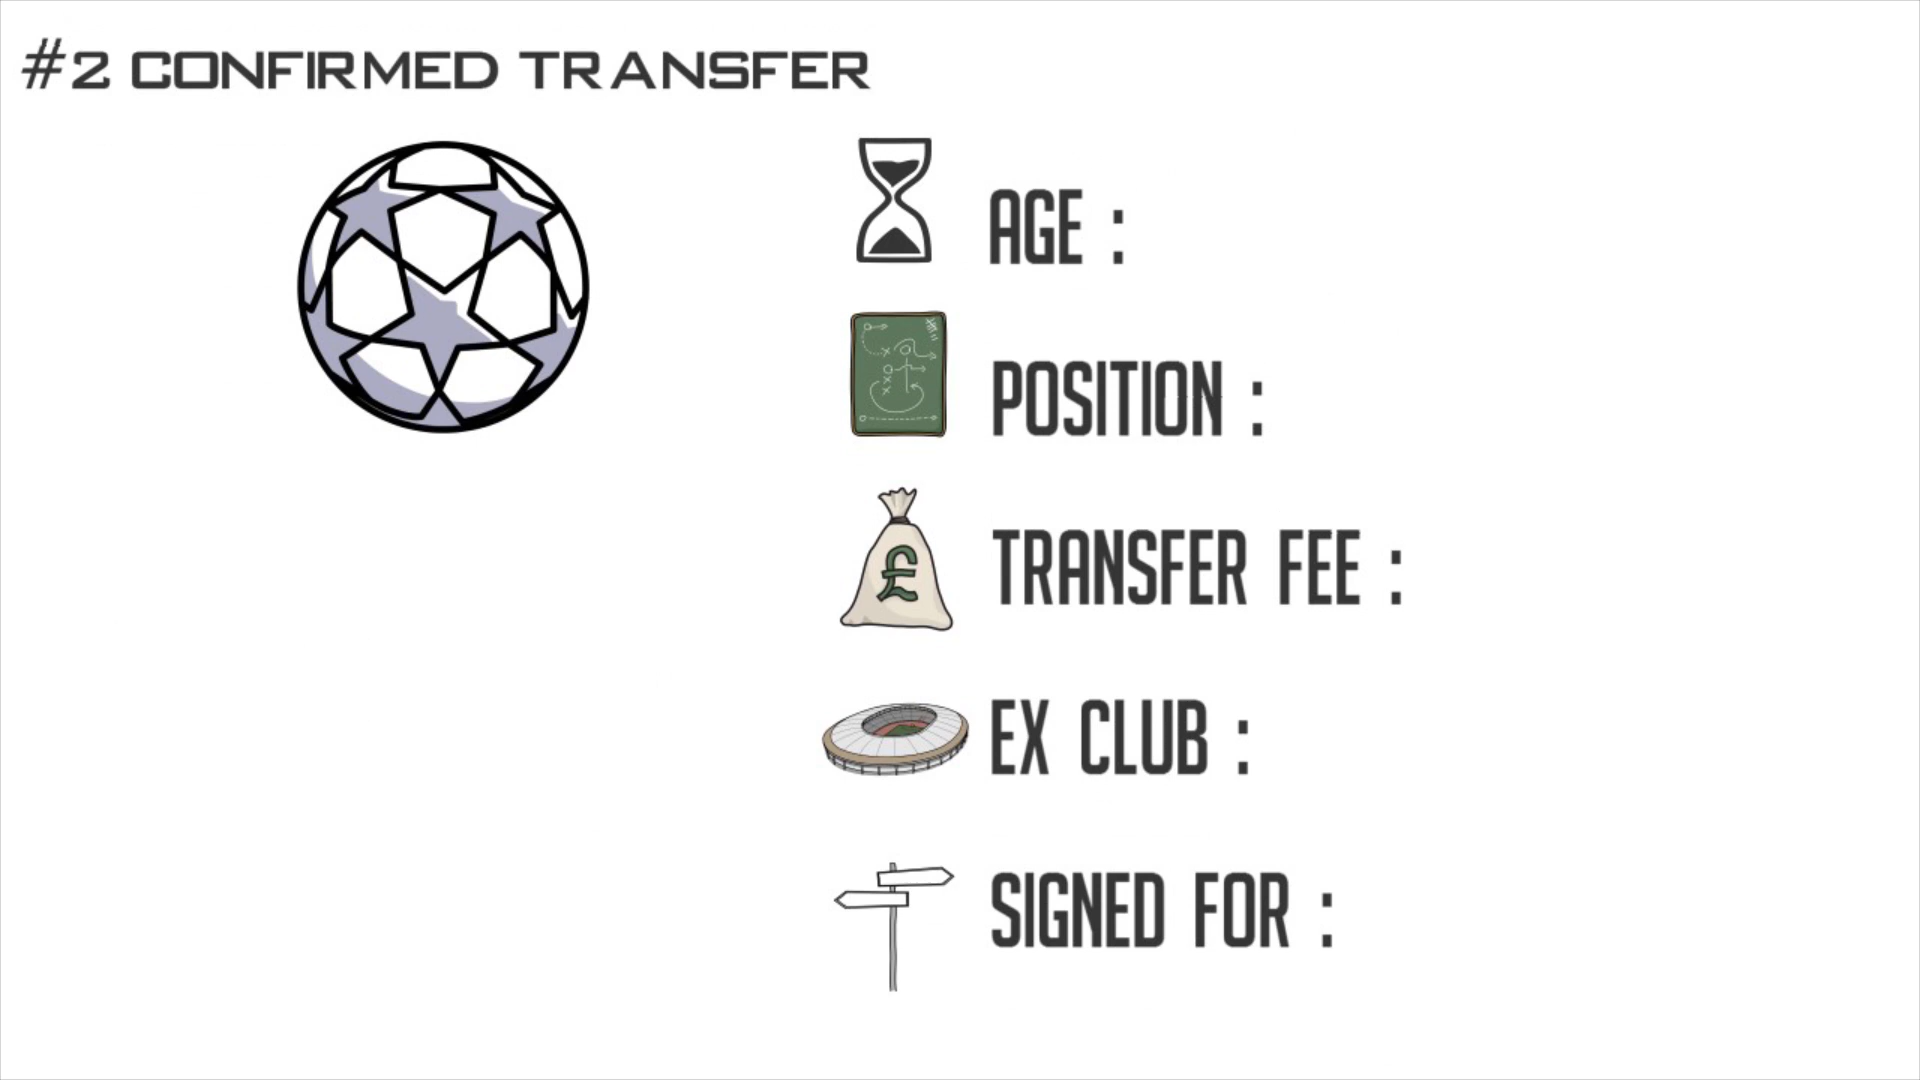 #2 CONFIRMED TRANSFER
AGE :
POSITION :
£
TRANSFER FEE :
EX CLUB :
SIGNED FOR :